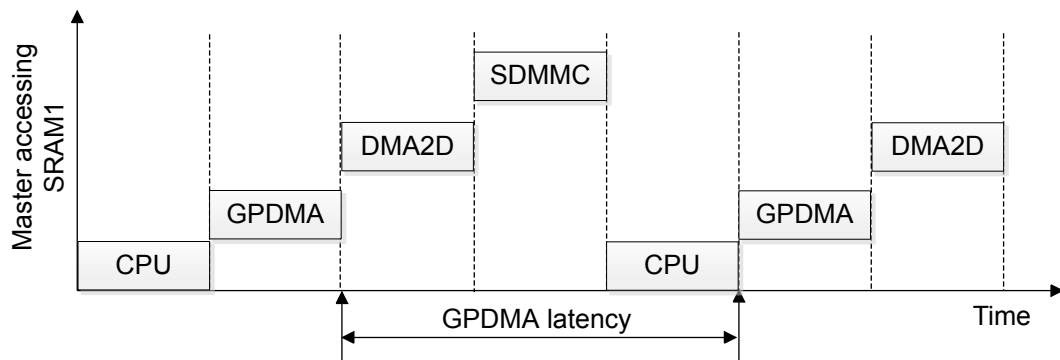 Master accessing
SRAM1
SDMMC
DMA2D
DMA2D
GPDMA
GPDMA
CPU
CPU
GPDMA latency
Time